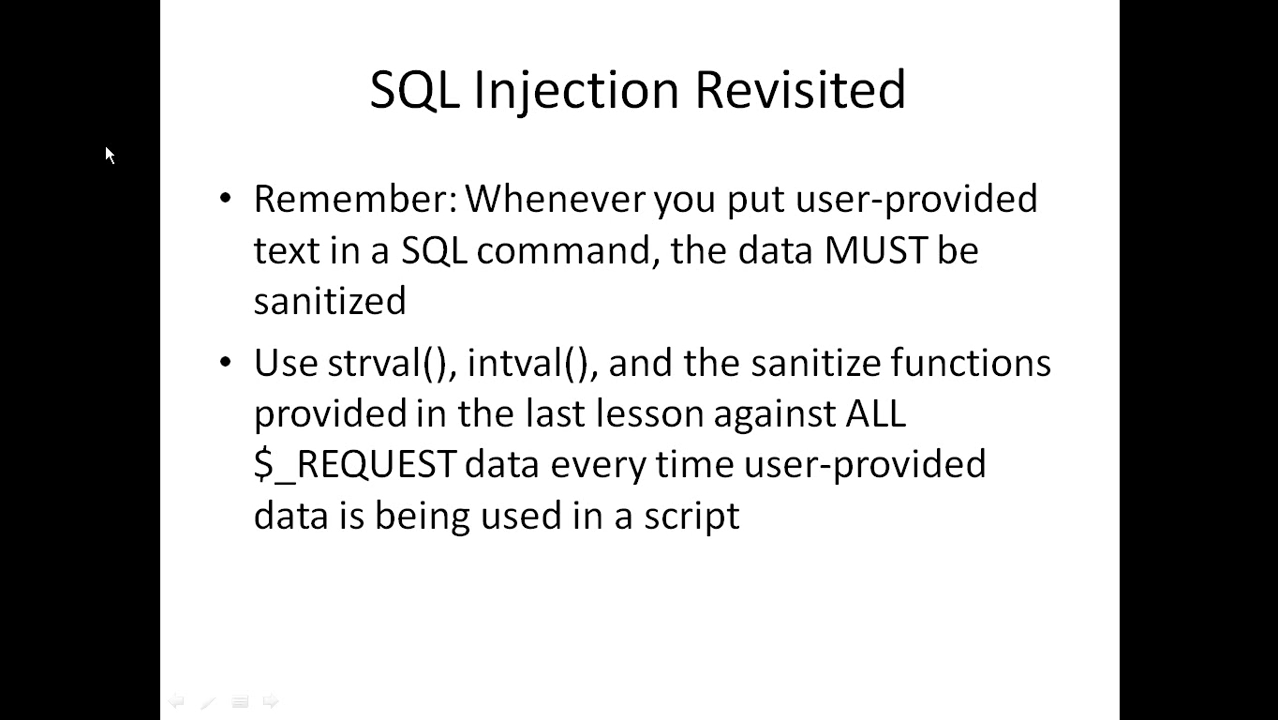 SQL Injection Revisited
• Remember: Whenever you put user-provided
text in a SQL command, the data MUST be
sanitized
• Use strval(), intval(), and the sanitize functions
provided in the last lesson against ALL
$_REQUEST data every time user-provided
data is being used in a script